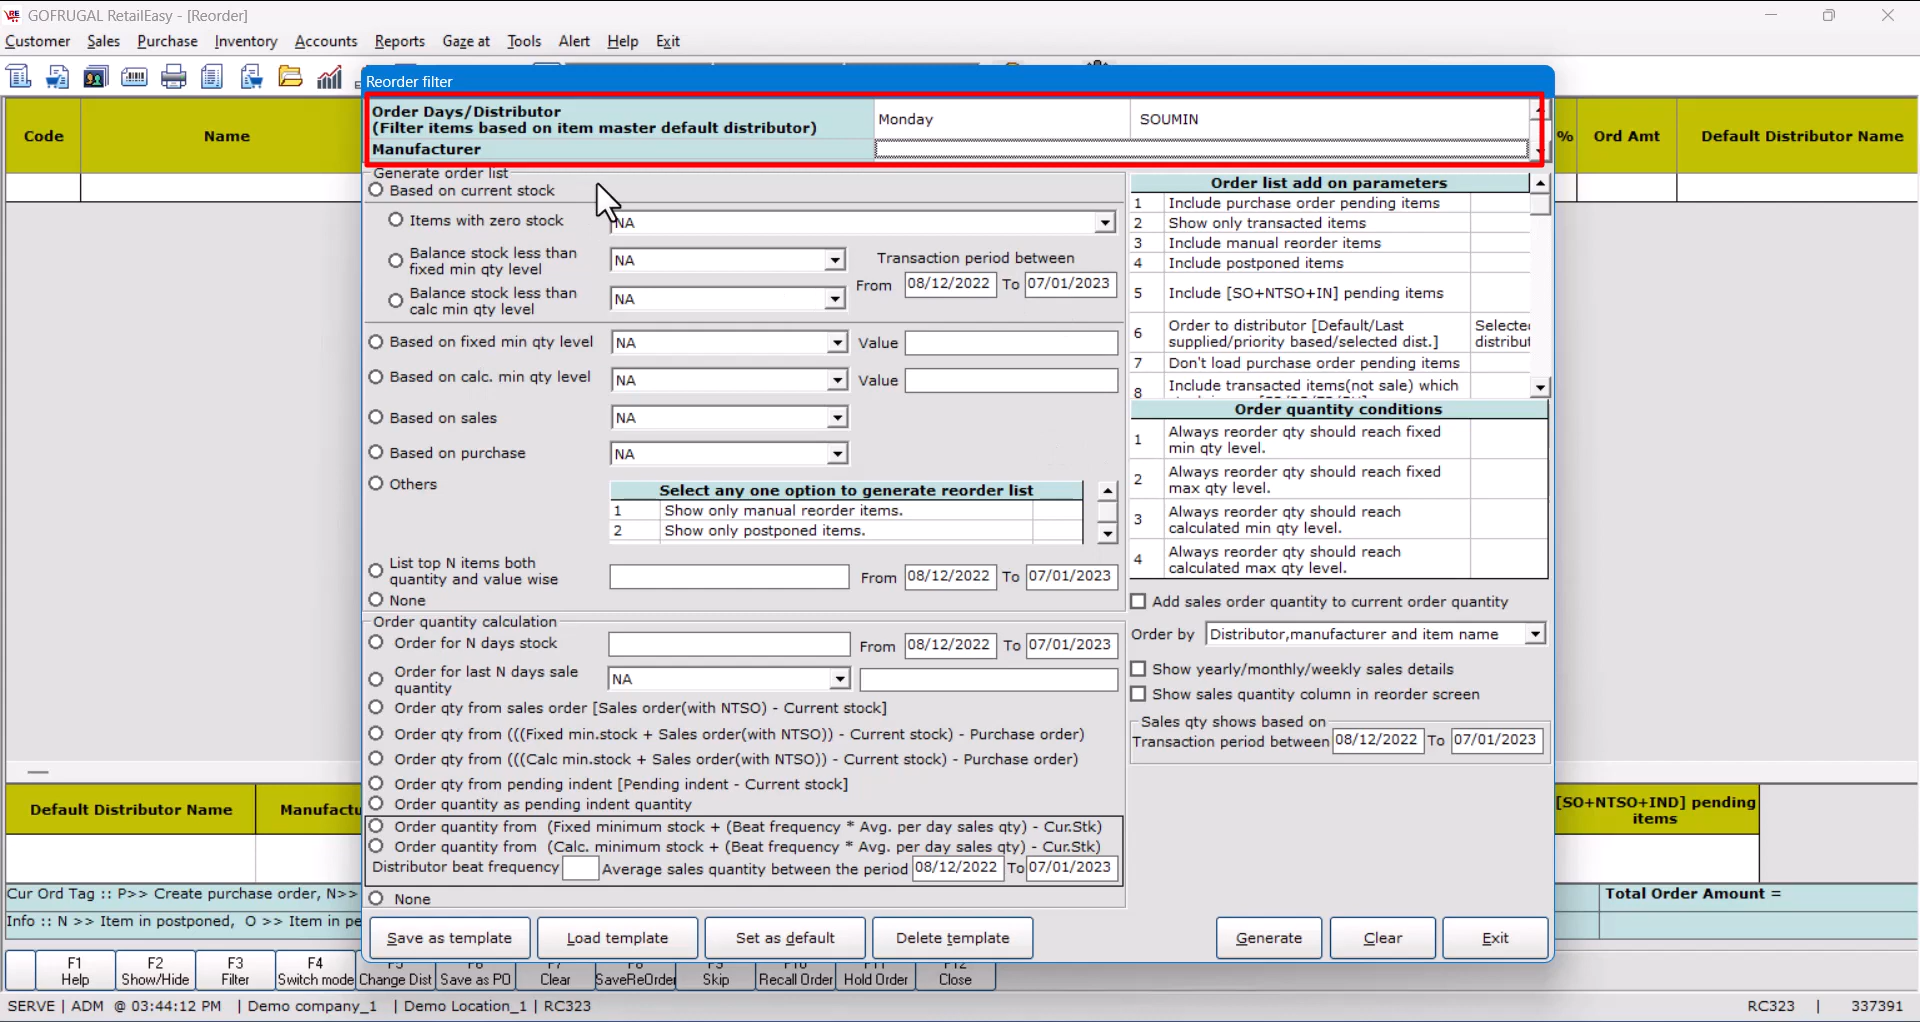 GOFRUGAL RetailEasy - [Reorder]
Customer Sales Purchase Inventory Accounts Reports Gaze at Tools Alert Help Exit
Reorder filter
Order Days/Distributor
(Filter items based on item master default distributor)
Monday
SOUMIN
Manufacturer
Code
Name
%
Ord Amt
Default Distributor Name
Generate order list
Based on current stock
Items with zero stock
NA
Balance stock less than
fixed min qty level
NA
Transaction period between
From 08/12/2022 To 07/01/2023
Balance stock less than
calc min qty level
NA
Based on fixed min qty level
NA
Value
Based on calc. min qty level
NA
Value
Based on sales
NA
Based on purchase
NA
Others
Select any one option to generate reorder list
1 Show only manual reorder items.
2 Show only postponed items.
List top N items both
quantity and value wise
From 08/12/2022 To 07/01/2023
None
Order quantity calculation
Order for N days stock
From 08/12/2022 To 07/01/2023
Order for last N days sale
quantity
NA
Order qty from sales order [Sales order(with NTSO) - Current stock]
Order qty from (((Fixed min.stock + Sales order(with NTSO)) - Current stock) - Purchase order)
Order qty from (((Calc min.stock + Sales order(with NTSO)) - Current stock) - Purchase order)
Order qty from pending indent [Pending indent - Current stock]
Order quantity as pending indent quantity
Order quantity from (Fixed minimum stock + (Beat frequency * Avg. per day sales qty) - Cur.Stk)
Order quantity from (Calc. minimum stock + (Beat frequency * Avg. per day sales qty) - Cur.Stk)
Distributor beat frequency
Average sales quantity between the period 08/12/2022 To 07/01/2023
None
Order list add on parameters
1 Include purchase order pending items
2 Show only transacted items
3 Include manual reorder items
4 Include postponed items
5 Include [SO+NTSO+IN] pending items
6 Order to distributor [Default/Last
supplied/priority based/selected dist.]
Selected
distribut
7 Don't load purchase order pending items
8 Include transacted items(not sale) which
Order quantity conditions
1 Always reorder qty should reach fixed
min qty level.
2 Always reorder qty should reach fixed
max qty level.
3 Always reorder qty should reach
calculated min qty level.
4 Always reorder qty should reach
calculated max qty level.
Add sales order quantity to current order quantity
Order by Distributor,manufacturer and item name
Show yearly/monthly/weekly sales details
Show sales quantity column in reorder screen
Sales qty shows based on
Transaction period between 08/12/2022 To 07/01/2023
Save as template
Load template
Set as default
Delete template
Generate
Clear
Exit
Default Distributor Name
Manufactu
[SO+NTSO+IND] pending
items
Cur Ord Tag :: P>> Create purchase order, N>>
Info :: N >> Item in postponed, O >> Item in pe
Total Order Amount =
F1 Help
F2 Show/Hide
F3 Filter
F4 Switch mode
F5 Change Dist
F6 Save as PO
F7 Clear
F8 SaveReOrder
F9 Skip
F10 Recall Order
F11 Hold Order
F12 Close
SERVE | ADM @ 03:44:12 PM | Demo company_1 | Demo Location_1 | RC323
RC323 | 337391